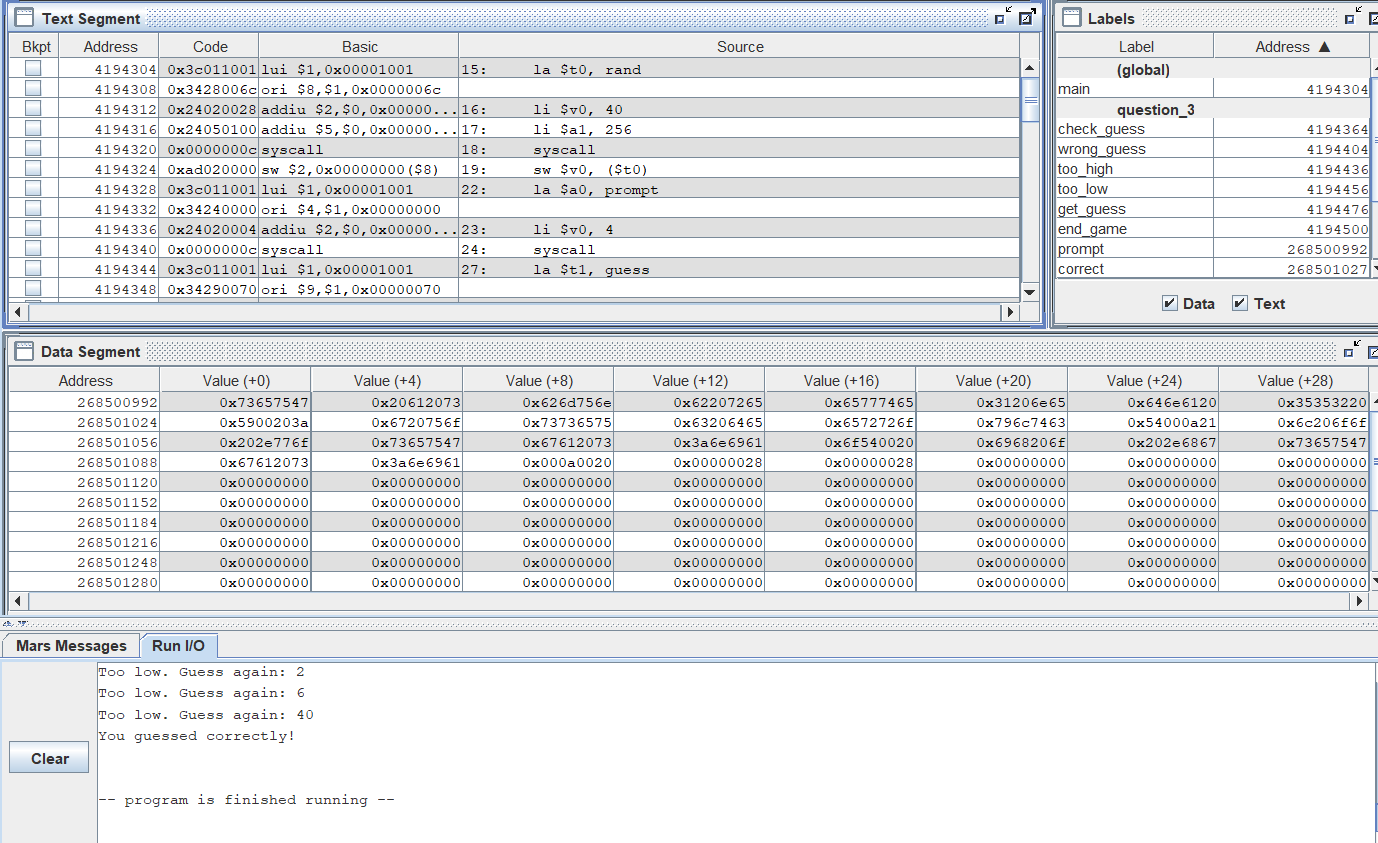 Text Segment
Bkpt Address Code Basic Source
4194304 0x3c011001 lui $1,0x00001001 15: la $t0, rand
4194308 0x3428006c ori $8,$1,0x0000006c
4194312 0x24020028 addiu $2,$0,0x00000... 16: li $v0, 40
4194316 0x24050100 addiu $5,$0,0x00000... 17: li $a1, 256
4194320 0x0000000c syscall 18: syscall
4194324 0xad020000 sw $2,0x00000000($8) 19: sw $v0, ($t0)
4194328 0x3c011001 lui $1,0x00001001 22: la $a0, prompt
4194332 0x34240000 ori $4,$1,0x00000000
4194336 0x24020004 addiu $2,$0,0x00000... 23: li $v0, 4
4194340 0x0000000c syscall 24: syscall
4194344 0x3c011001 lui $1,0x00001001 27: la $t1, guess
4194348 0x34290070 ori $9,$1,0x00000070
Labels
Label Address ▲
(global)
main 4194304
question_3
check_guess 4194364
wrong_guess 4194404
too_high 4194436
too_low 4194456
get_guess 4194476
end_game 4194500
prompt 268500992
correct 268501027
Data Text
Data Segment
Address Value (+0) Value (+4) Value (+8) Value (+12) Value (+16) Value (+20) Value (+24) Value (+28)
268500992 0x73657547 0x20612073 0x626d756e 0x62207265 0x65777465 0x31206e65 0x646e6120 0x35353220
268501024 0x5900203a 0x6720756f 0x73736575 0x63206465 0x6572726f 0x796c7463 0x54000a21 0x6c206f6f
268501056 0x202e776f 0x73657547 0x67612073 0x3a6e6961 0x6f540020 0x6968206f 0x202e6867 0x73657547
268501088 0x67612073 0x3a6e6961 0x000a0020 0x00000028 0x00000028 0x00000000 0x00000000 0x00000000
268501120 0x00000000 0x00000000 0x00000000 0x00000000 0x00000000 0x00000000 0x00000000 0x00000000
268501152 0x00000000 0x00000000 0x00000000 0x00000000 0x00000000 0x00000000 0x00000000 0x00000000
268501184 0x00000000 0x00000000 0x00000000 0x00000000 0x00000000 0x00000000 0x00000000 0x00000000
268501216 0x00000000 0x00000000 0x00000000 0x00000000 0x00000000 0x00000000 0x00000000 0x00000000
268501248 0x00000000 0x00000000 0x00000000 0x00000000 0x00000000 0x00000000 0x00000000 0x00000000
268501280 0x00000000 0x00000000 0x00000000 0x00000000 0x00000000 0x00000000 0x00000000 0x00000000
Mars Messages Run I/O
Too low. Guess again: 2
Too low. Guess again: 6
Too low. Guess again: 40
You guessed correctly!
Clear
-- program is finished running --